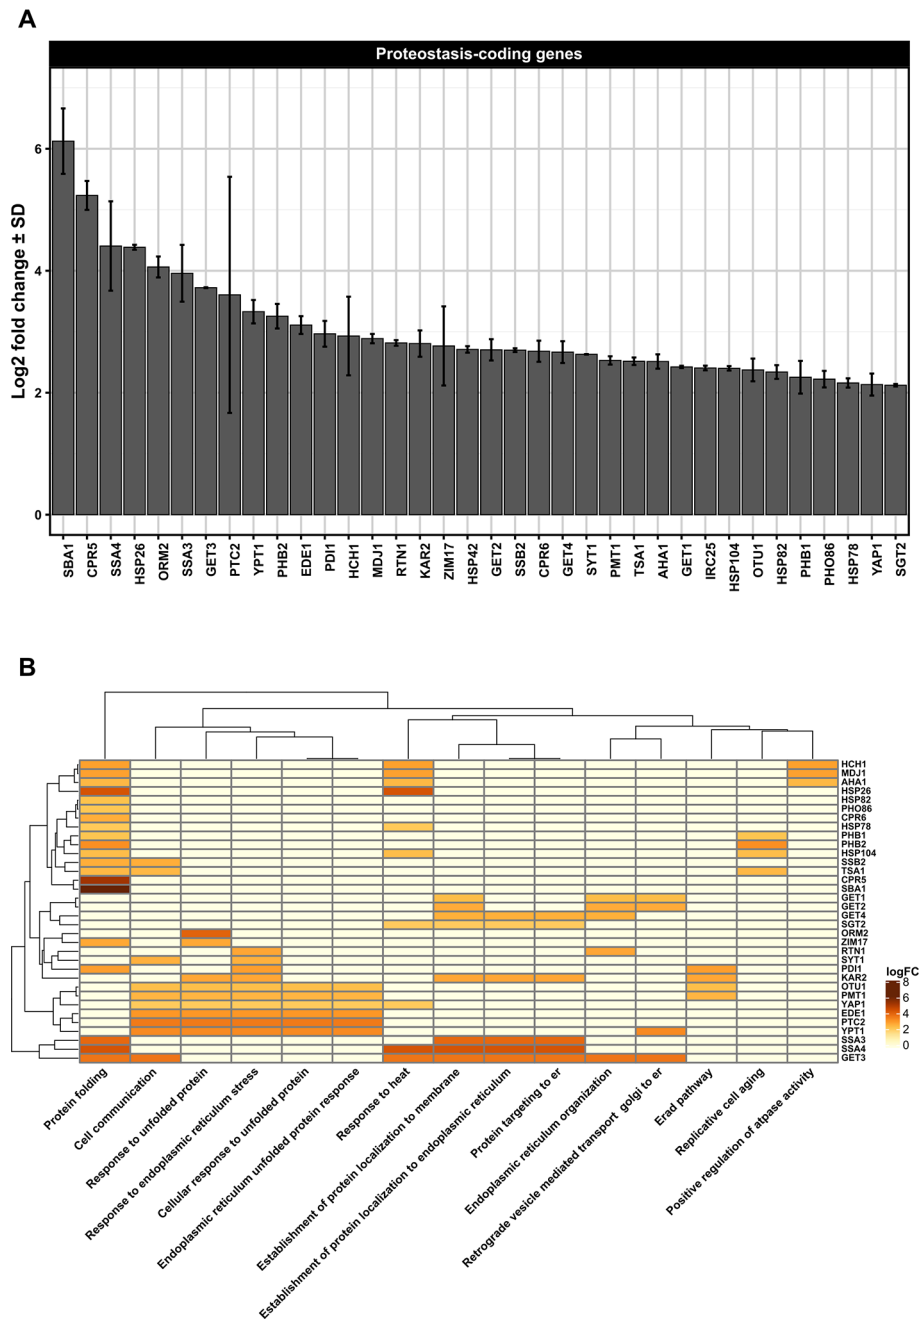 A
Proteostasis-coding genes
Log2 fold change ± SD
6
4
2
0
SBA1
CPR5
SSA4
HSP26
ORM2
SSA3
GET3
PTC2
YPT1
PHB2
EDE1
PDI1
HCH1
MDJ1
RTN1
KAR2
ZIM17
HSP42
GET2
SSB2
CPR6
GET4
SYT1
PMT1
TSA1
AHA1
GET1
IRC25
HSP104
OTU1
HSP82
PHB1
PHO86
HSP78
YAP1
SGT2
B
HCH1
MDJ1
AHA1
HSP26
HSP82
PHO86
CPR6
HSP78
PHB1
PHB2
HSP104
SSB2
TSA1
CPR5
SBA1
GET1
GET2
GET4
SGT2
ORM2
ZIM17
RTN1
SYT1
PDI1
KAR2
OTU1
PMT1
YAP1
EDE1
PTC2
YPT1
SSA3
SSA4
GET3
logFC
8
6
4
2
0
Protein folding
Cell communication
Response to unfolded protein
Response to endoplasmic reticulum stress
Cellular response to unfolded protein
Endoplasmic reticulum unfolded protein response
Response to heat
Establishment of protein localization to membrane
Establishment of protein localization to endoplasmic reticulum
Protein targeting to er
Endoplasmic reticulum organization
Retrograde vesicle mediated transport golgi to er
Erad pathway
Replicative cell aging
Positive regulation of atpase activity